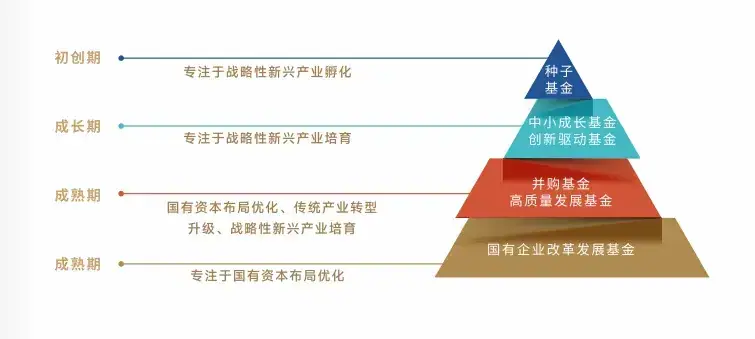 初创期
专注于战略性新兴产业孵化
种子
基金
成长期
专注于战略性新兴产业培育
中小成长基金
创新驱动基金
成熟期
国有资本布局优化、传统产业转型
升级、战略性新兴产业培育
并购基金
高质量发展基金
成熟期
专注于国有资本布局优化
国有企业改革发展基金